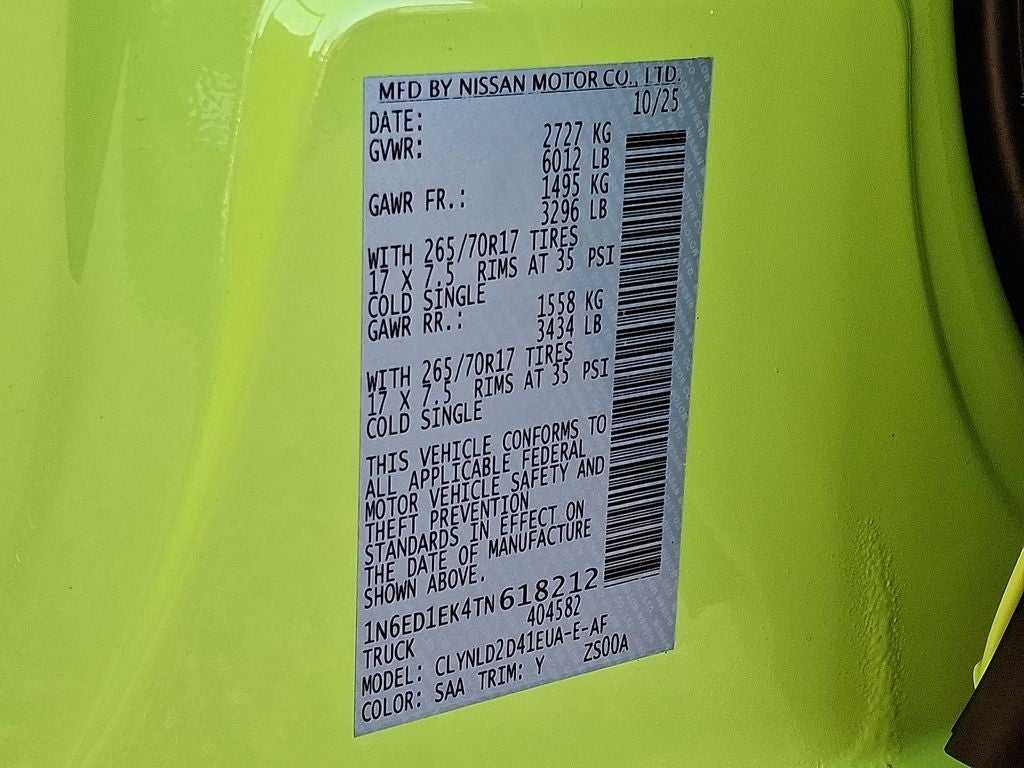 MFD BY NISSAN MOTOR CO., LTD.
DATE: 10/25
GVWR: 2727 KG
6012 LB
GAWR FR.: 1495 KG
3296 LB
WITH 265/70R17 TIRES
17 X 7.5 RIMS AT 35 PSI
COLD SINGLE
GAWR RR.: 1558 KG
3434 LB
WITH 265/70R17 TIRES
17 X 7.5 RIMS AT 35 PSI
COLD SINGLE
THIS VEHICLE CONFORMS TO
ALL APPLICABLE FEDERAL
MOTOR VEHICLE SAFETY AND
THEFT PREVENTION
STANDARDS IN EFFECT ON
THE DATE OF MANUFACTURE
SHOWN ABOVE.
1N6ED1EK4TN618212
TRUCK 404582
MODEL: CLYNLD2D41EUA-E-AF
COLOR: SAA TRIM: Y ZS00A